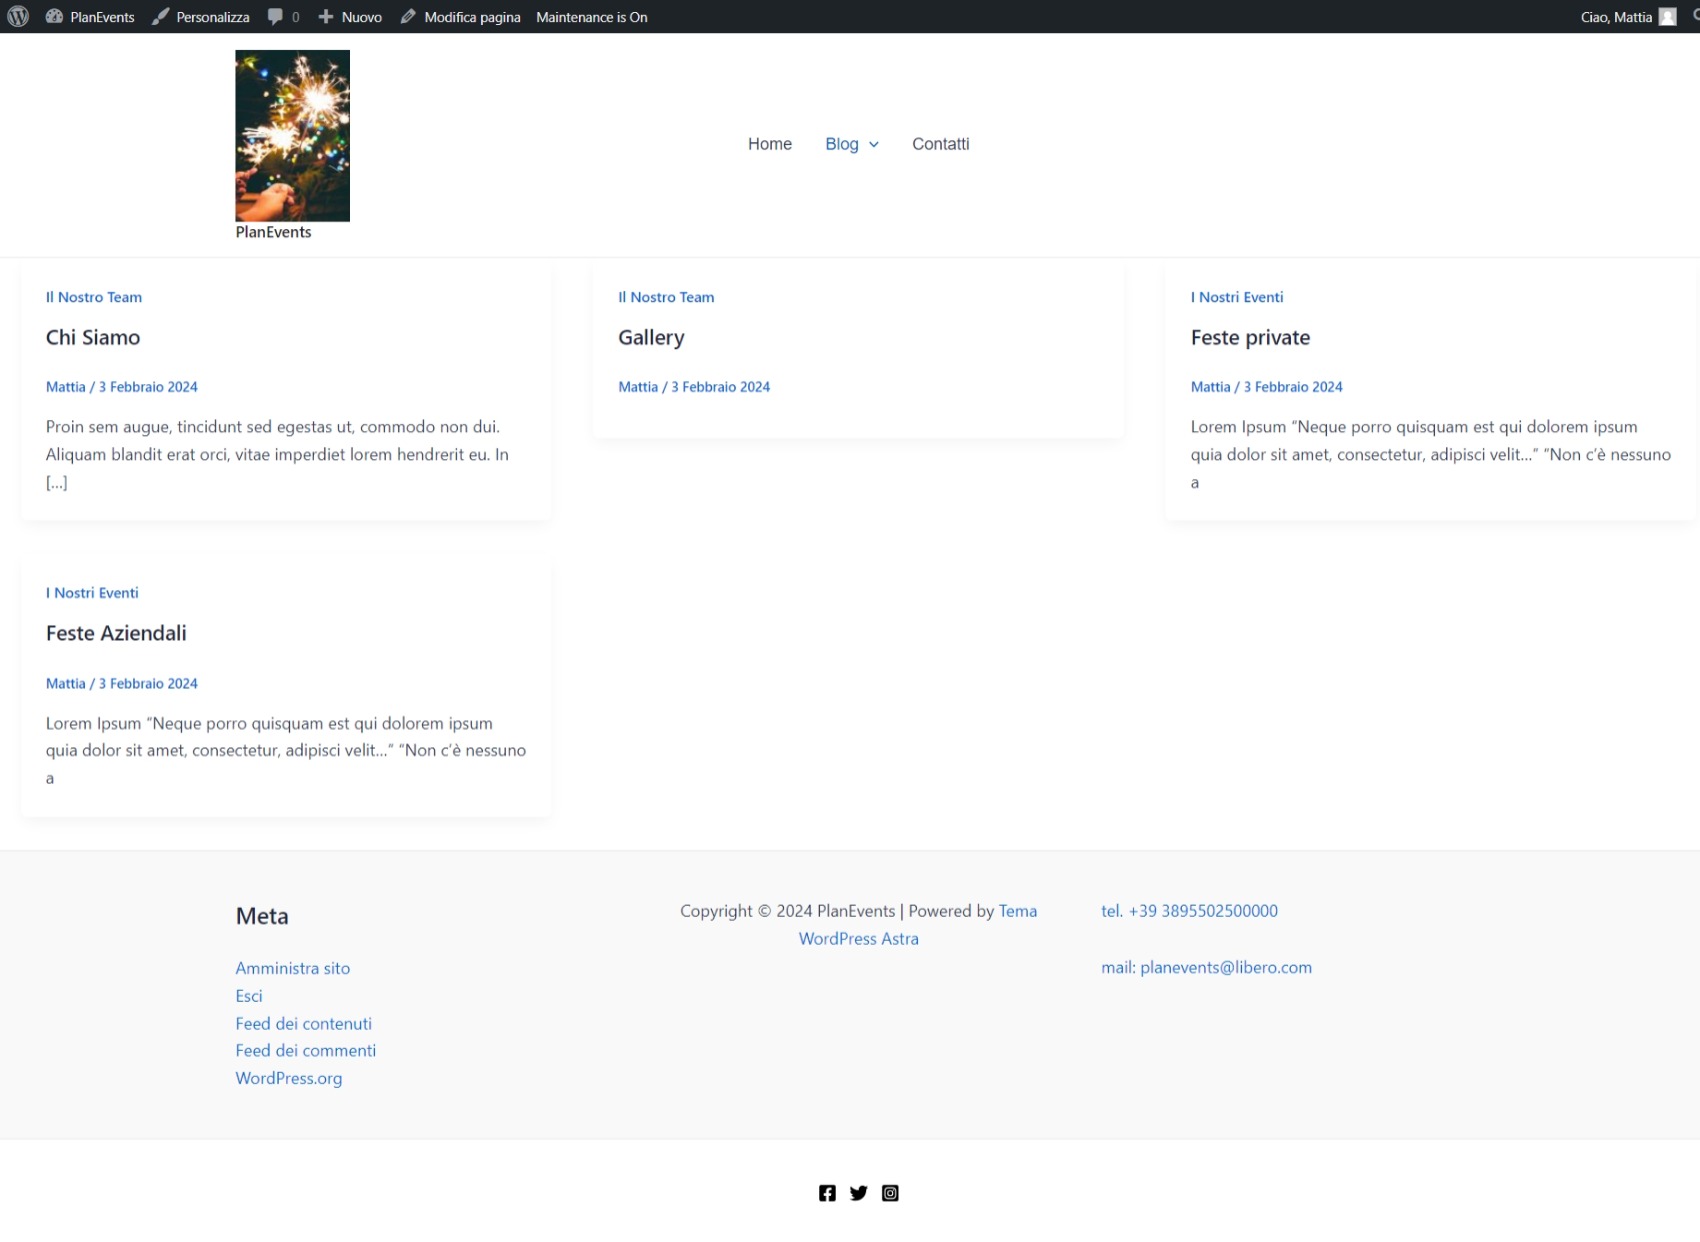 PlanEvents Personalizza 0 Nuovo Modifica pagina Maintenance is On Ciao, Mattia
Home Blog Contatti
PlanEvents
Il Nostro Team
Chi Siamo
Mattia / 3 Febbraio 2024
Proin sem augue, tincidunt sed egestas ut, commodo non dui.
Aliquam blandit erat orci, vitae imperdiet lorem hendrerit eu. In
[…]
Il Nostro Team
Gallery
Mattia / 3 Febbraio 2024
I Nostri Eventi
Feste private
Mattia / 3 Febbraio 2024
Lorem Ipsum “Neque porro quisquam est qui dolorem ipsum
quia dolor sit amet, consectetur, adipisci velit…” “Non c’è nessuno
a
I Nostri Eventi
Feste Aziendali
Mattia / 3 Febbraio 2024
Lorem Ipsum “Neque porro quisquam est qui dolorem ipsum
quia dolor sit amet, consectetur, adipisci velit…” “Non c’è nessuno
a
Meta
Amministra sito
Esci
Feed dei contenuti
Feed dei commenti
WordPress.org
Copyright © 2024 PlanEvents | Powered by Tema
WordPress Astra
tel. +39 3895502500000
mail: planevents@libero.com